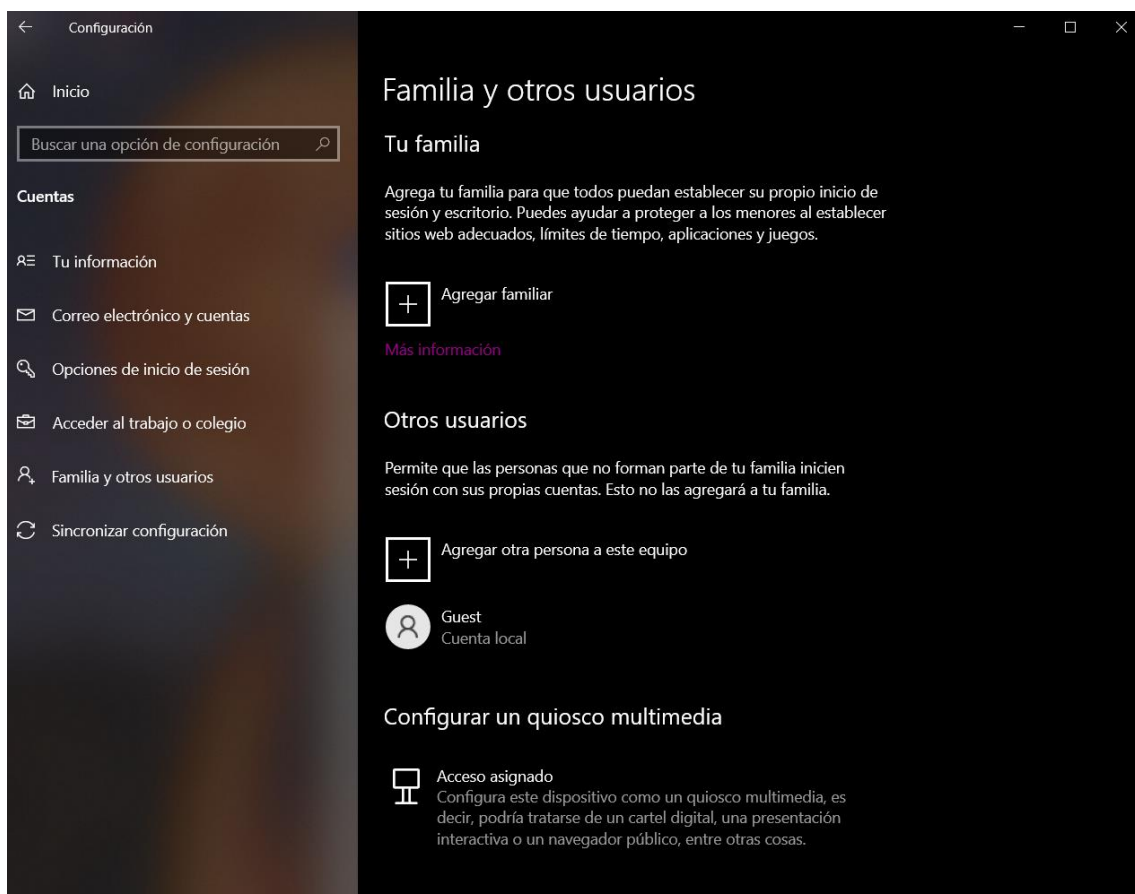 Configuración
Inicio
Buscar una opción de configuración
Cuentas
Tu información
Correo electrónico y cuentas
Opciones de inicio de sesión
Acceder al trabajo o colegio
Familia y otros usuarios
Sincronizar configuración
Familia y otros usuarios
Tu familia
Agrega tu familia para que todos puedan establecer su propio inicio de
sesión y escritorio. Puedes ayudar a proteger a los menores al establecer
sitios web adecuados, límites de tiempo, aplicaciones y juegos.
Agregar familiar
Más información
Otros usuarios
Permite que las personas que no forman parte de tu familia inicien
sesión con sus propias cuentas. Esto no las agregará a tu familia.
Agregar otra persona a este equipo
Guest
Cuenta local
Configurar un quiosco multimedia
Acceso asignado
Configura este dispositivo como un quiosco multimedia, es
decir, podría tratarse de un cartel digital, una presentación
interactiva o un navegador público, entre otras cosas.